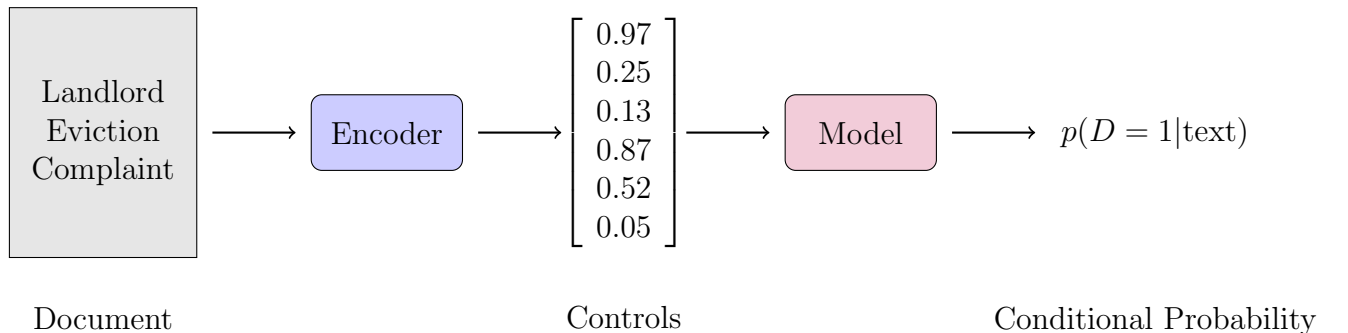 Landlord
Eviction
Complaint
Encoder
0.97
0.25
0.13
0.87
0.52
0.05
Model
p(D = 1|text)
Document
Controls
Conditional Probability